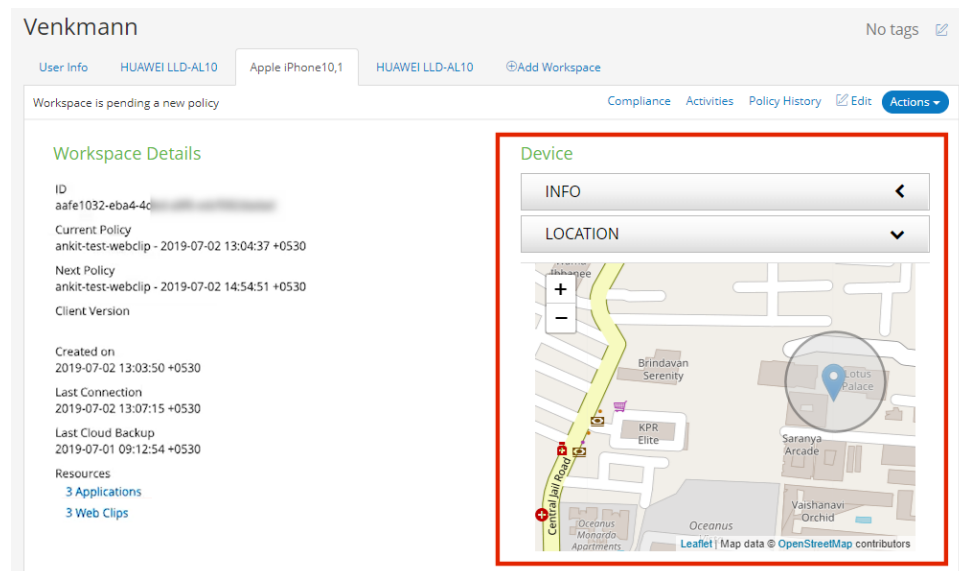 Venkmann
No tags
User Info
HUAWEI LLD-AL10
Apple iPhone10,1
HUAWEI LLD-AL10
Add Workspace
Workspace is pending a new policy
Compliance
Activities
Policy History
Edit
Actions
Workspace Details
ID
aafe1032-eba4-4c
Current Policy
ankit-test-webclip - 2019-07-02 13:04:37 +0530
Next Policy
ankit-test-webclip - 2019-07-02 14:54:51 +0530
Client Version
Created on
2019-07-02 13:03:50 +0530
Last Connection
2019-07-02 13:07:15 +0530
Last Cloud Backup
2019-07-01 09:12:54 +0530
Resources
3 Applications
3 Web Clips
Device
INFO
LOCATION
Ibbanee
+
−
Brindavan
Serenity
Lotus
Palace
KPR
Elite
Saranya
Arcade
Central Jail Road
Vaishanavi
Orchid
Oceanus
Monarda
Apartments
Oceanus
Leaflet | Map data © OpenStreetMap contributors